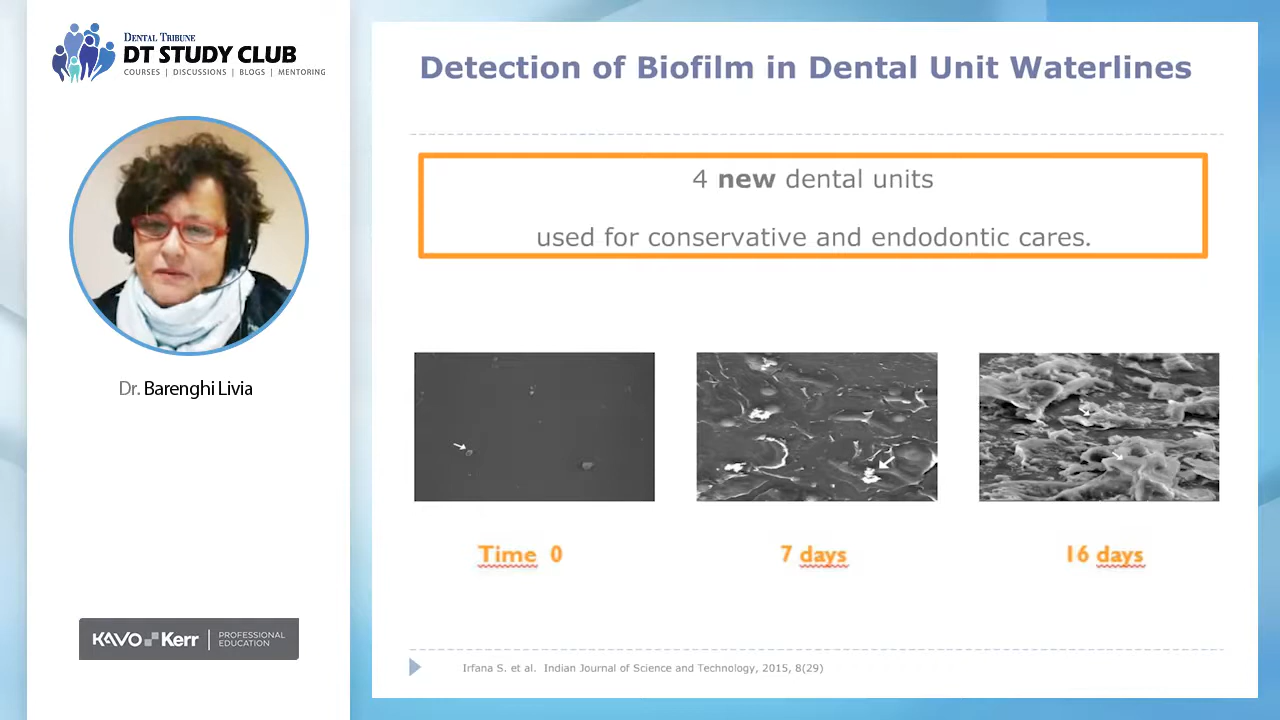 DENTAL TRIBUNE
DT STUDY CLUB
COURSES | DISCUSSIONS | BLOGS | MENTORING
Dr. Barenghi Livia
KAVO Kerr | PROFESSIONAL EDUCATION
Detection of Biofilm in Dental Unit Waterlines
4 new dental units
used for conservative and endodontic cares.
Time 0
7 days
16 days
Irfana S. et al. Indian Journal of Science and Technology, 2015, 8(29)